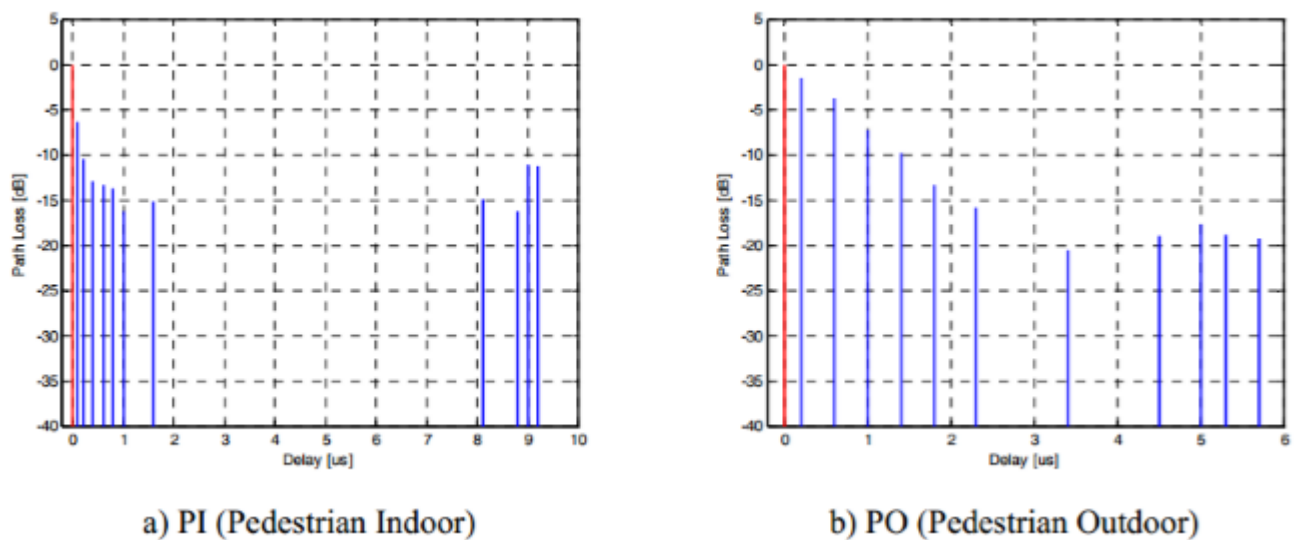 5
0
-5
-10
-15
-20
-25
-30
-35
-40
Path Loss [dB]
0 1 2 3 4 5 6 7 8 9 10
Delay [us]
a) PI (Pedestrian Indoor)
5
0
-5
-10
-15
-20
-25
-30
-35
-40
Path Loss [dB]
0 1 2 3 4 5 6
Delay [us]
b) PO (Pedestrian Outdoor)